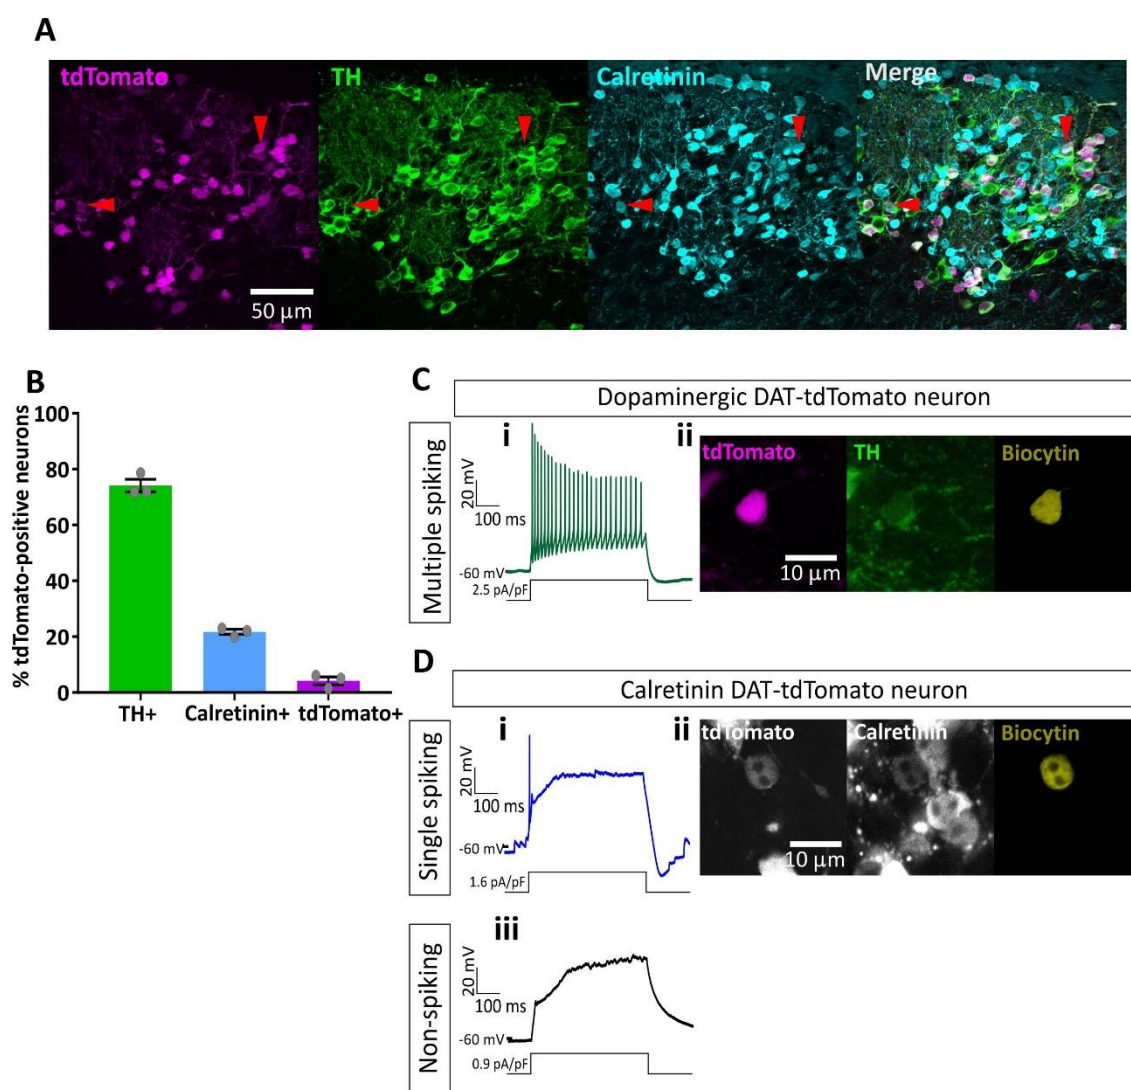 A
tdTomato
TH
Calretinin
Merge
50 µm
B
% tdTomato-positive neurons
100
80
60
40
20
0
TH+
Calretinin+
tdTomato+
C
Dopaminergic DAT-tdTomato neuron
Multiple spiking
i
20 mV
100 ms
-60 mV
2.5 pA/pF
ii
tdTomato
TH
Biocytin
10 µm
D
Calretinin DAT-tdTomato neuron
Single spiking
i
20 mV
100 ms
-60 mV
1.6 pA/pF
ii
tdTomato
Calretinin
Biocytin
10 µm
Non-spiking
iii
20 mV
100 ms
-60 mV
0.9 pA/pF